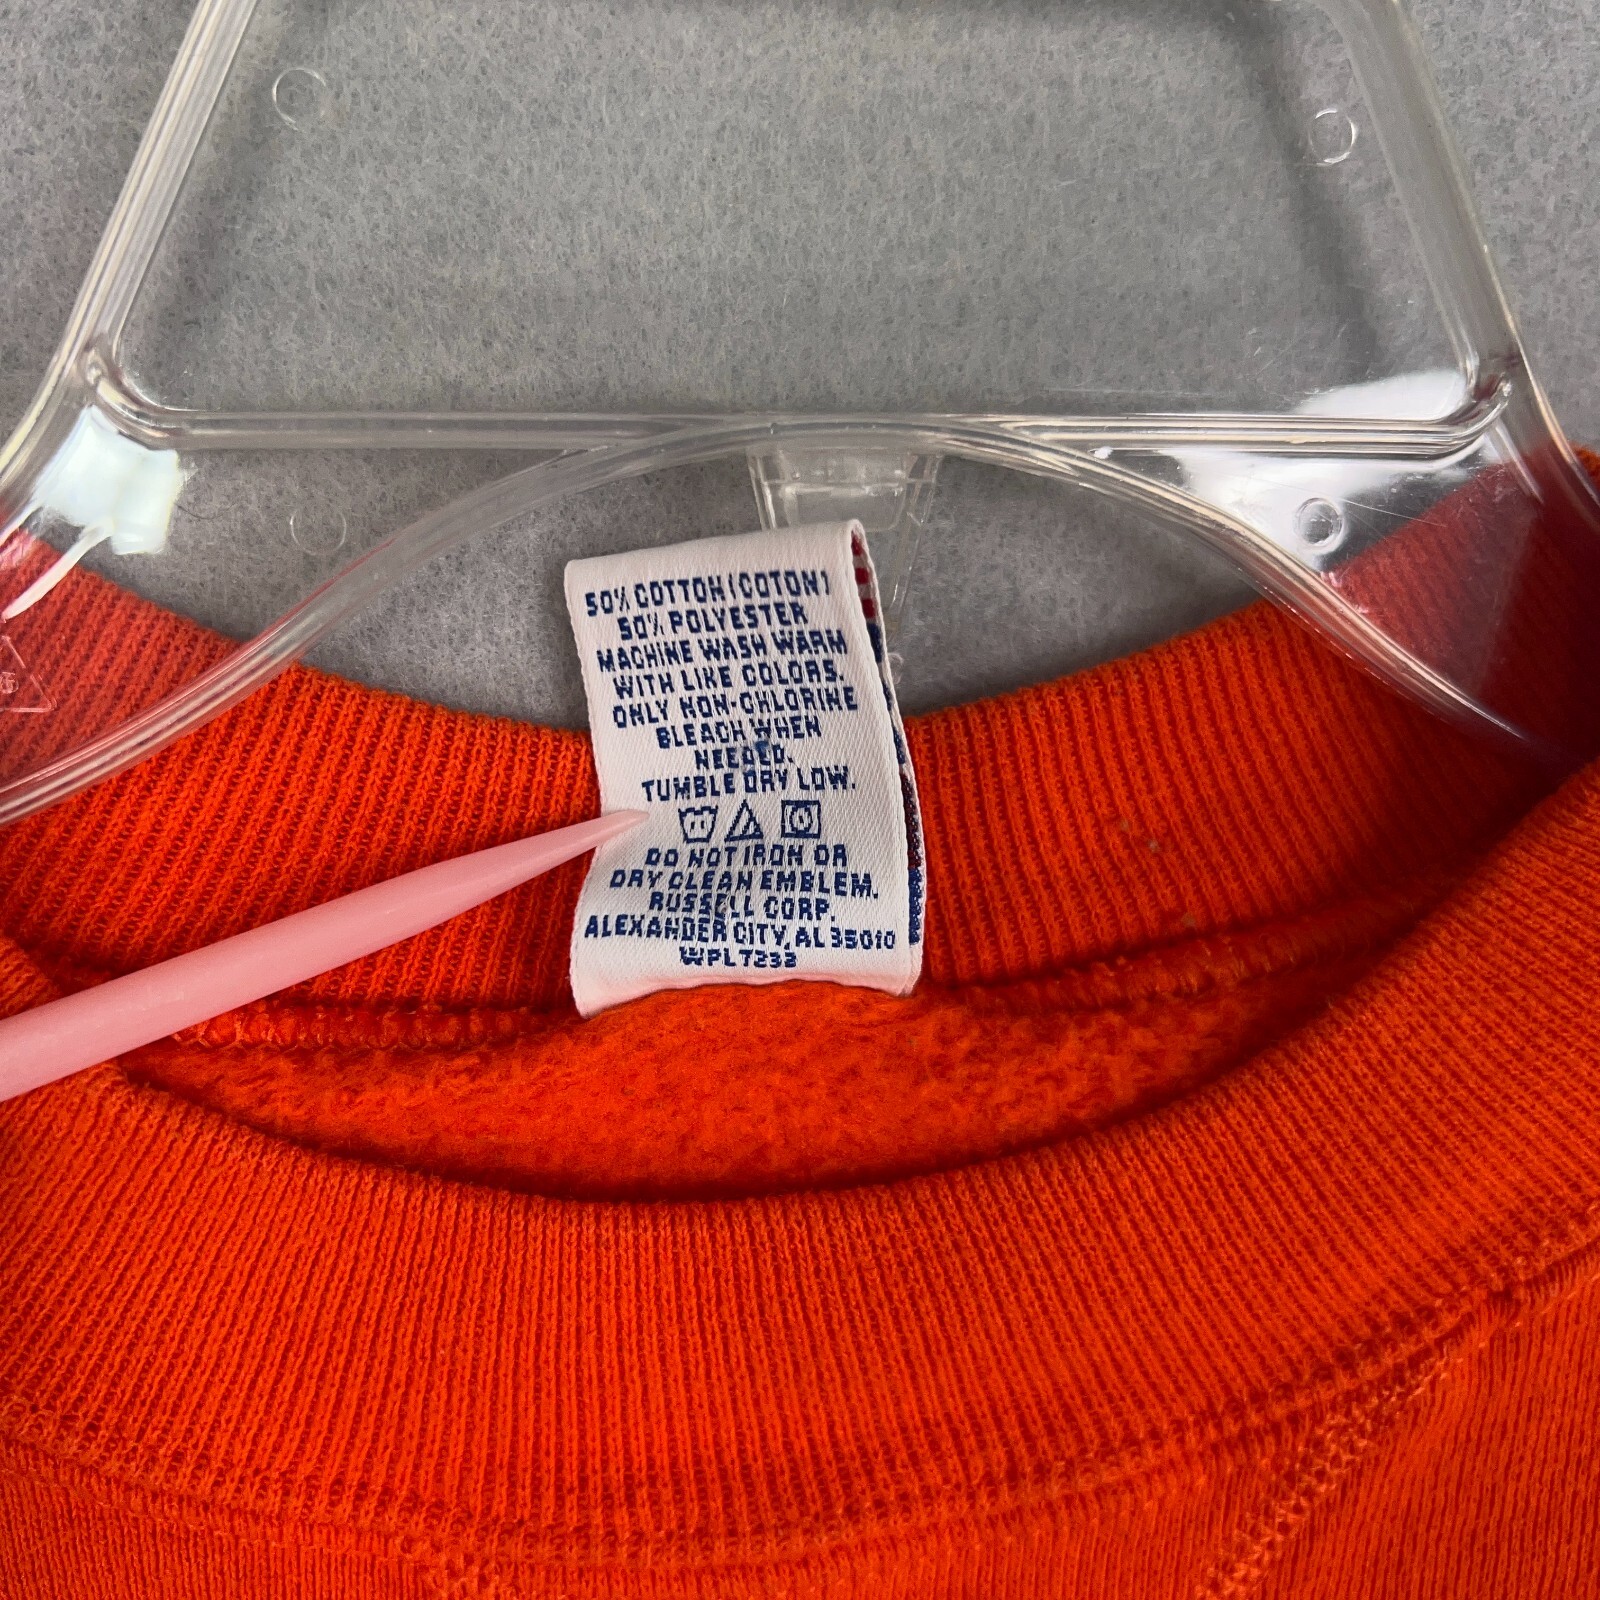 50% COTTON (COTON)
50% POLYESTER
MACHINE WASH WARM
WITH LIKE COLORS.
ONLY NON-CHLORINE
BLEACH WHEN
NEEDED.
TUMBLE DRY LOW.
DO NOT IRON OR
DRY CLEAN EMBLEM.
RUSSELL CORP.
ALEXANDER CITY, AL 35010
WPL 7233